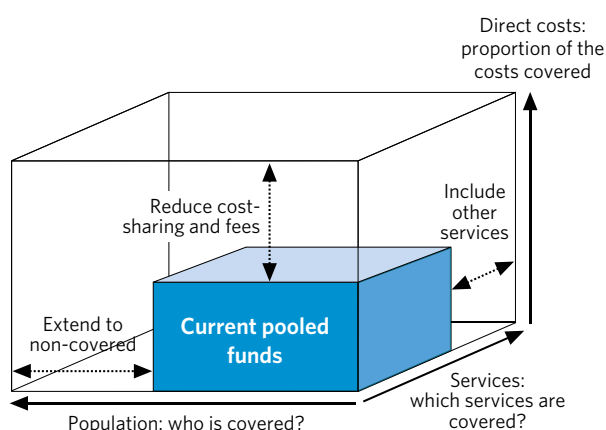 Direct costs:
proportion of the
costs covered
Reduce cost-
sharing and fees
Include
other
services
Extend to
non-covered
Current pooled
funds
Services:
which services are
covered?
Population: who is covered?